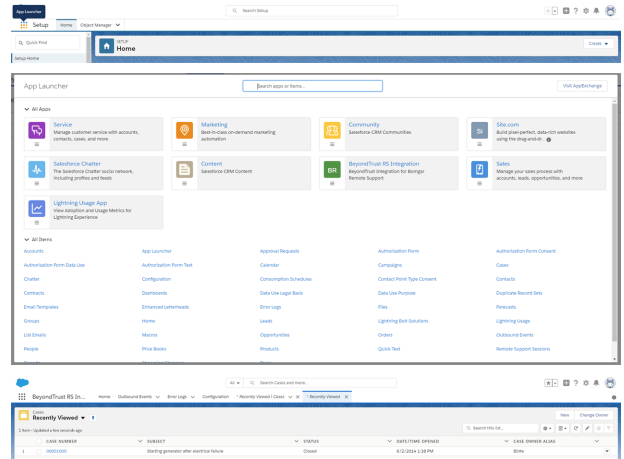 App Launcher
Search Setup
Setup Home Object Manager
Quick Find
Setup Home
SETUP
Home
Create
App Launcher
Search apps or items...
Visit AppExchange
All Apps
Service
Manage customer service with accounts, contacts, cases, and more
Marketing
Best-in-class on-demand marketing automation
Community
Salesforce CRM Communities
Si
Site.com
Build pixel-perfect, data-rich websites using the drag-and-dr...
Salesforce Chatter
The Salesforce Chatter social network, including profiles and feeds
Content
Salesforce CRM Content
BR
BeyondTrust RS Integration
BeyondTrust Integration for Bomgar Remote Support
Sales
Manage your sales process with accounts, leads, opportunities, and more
Lightning Usage App
View Adoption and Usage Metrics for Lightning Experience
All Items
Accounts App Launcher Approval Requests Authorization Form Authorization Form Consent
Authorization Form Data Use Authorization Form Text Calendar Campaigns Cases
Chatter Configuration Consumption Schedules Contact Point Type Consent Contacts
Contracts Dashboards Data Use Legal Basis Data Use Purpose Duplicate Record Sets
Email Templates Enhanced Letterheads Error Logs Files Forecasts
Groups Home Leads Lightning Bolt Solutions Lightning Usage
List Emails Macros Opportunities Orders Outbound Events
People Price Books Products Quick Text Remote Support Sessions
All Search Cases and more...
BeyondTrust RS In... Home Outbound Events Error Logs Configuration * Recently Viewed | Cases * Recently Viewed
Cases
Recently Viewed
New Change Owner
1 item • Updated a few seconds ago
Search this list...
CASE NUMBER SUBJECT STATUS DATE/TIME OPENED CASE OWNER ALIAS
1 00001000 Starting generator after electrical failure Closed 6/2/2014 1:38 PM